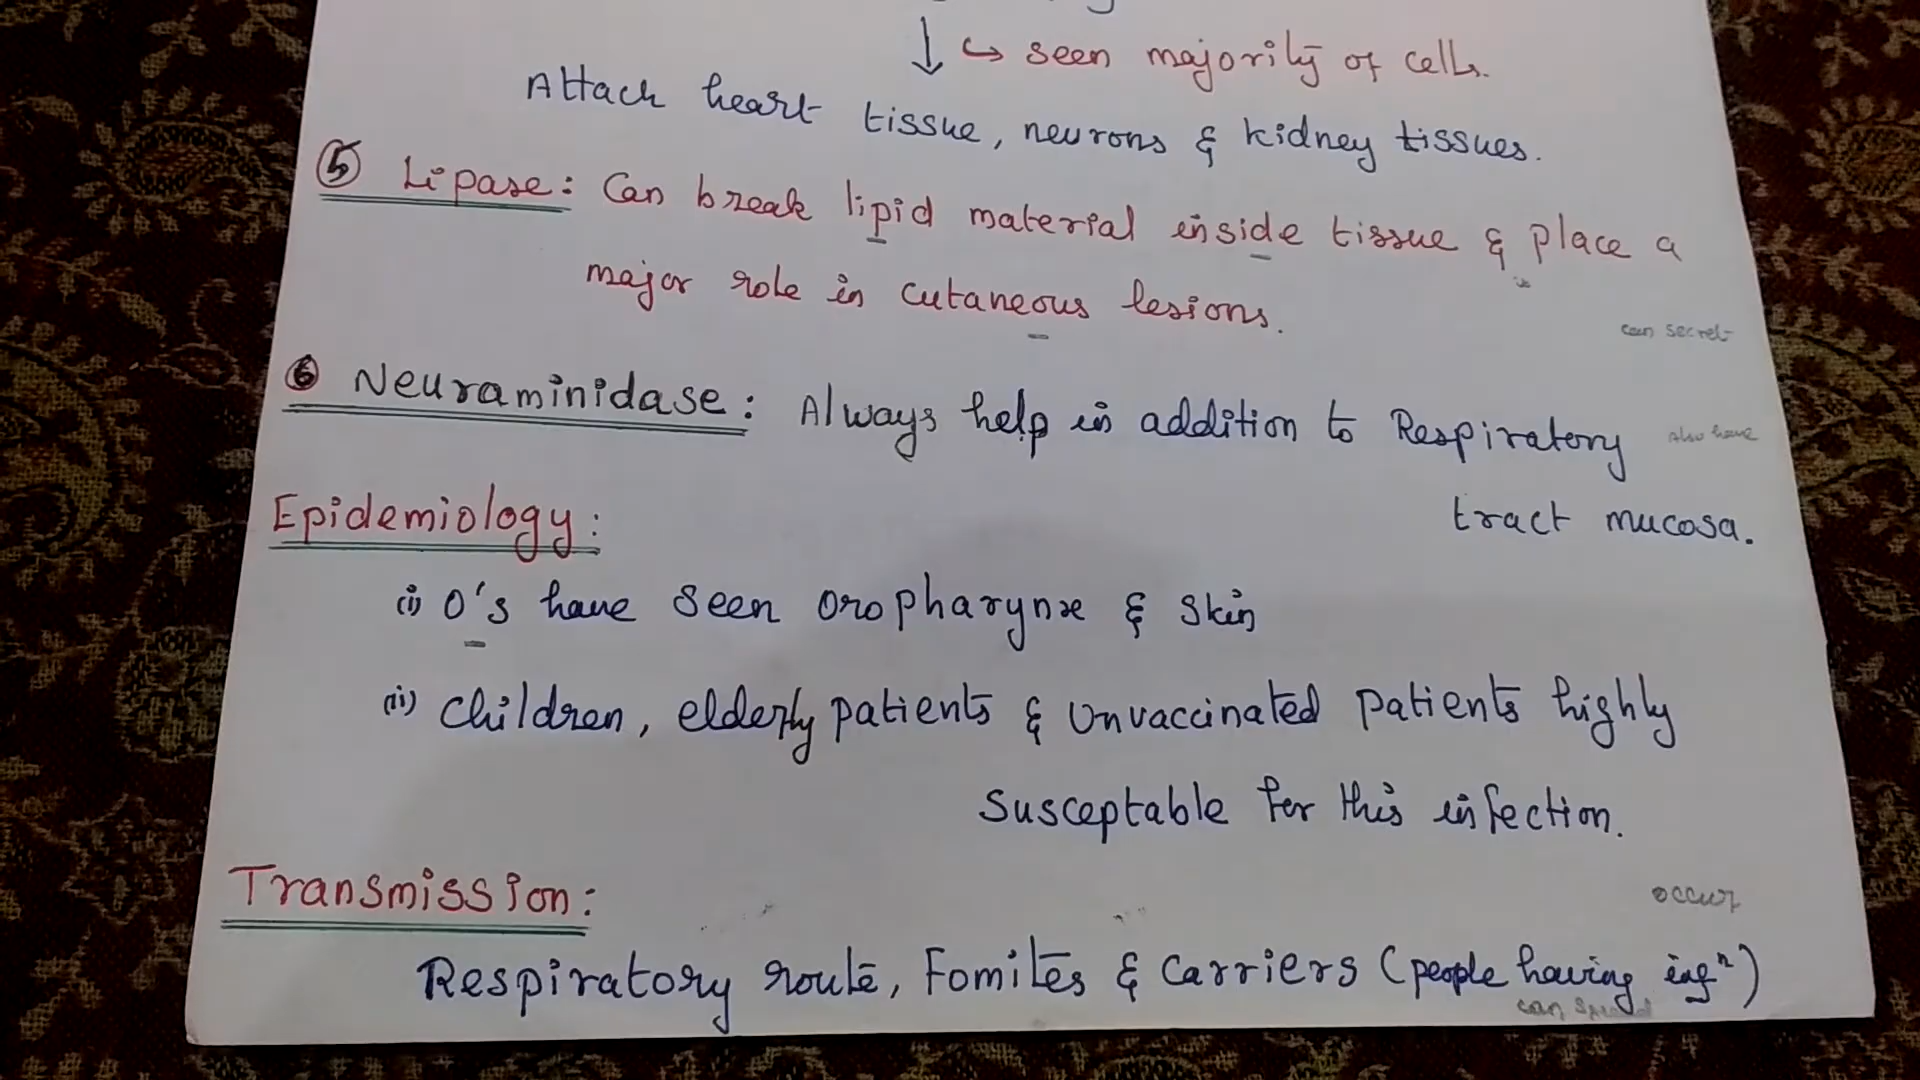 ↓ ↪ seen majority of cells.
Attack heart tissue, neurons & kidney tissues.
⑤ Lipase: Can break lipid material inside tissue & place a
major role in cutaneous lesions.
can secret
⑥ Neuraminidase: Always help in addition to Respiratory
Also have
tract mucosa.
Epidemiology:
(i) O's have seen oropharynx & skin
(ii) Children, elderly patients & Unvaccinated patients highly
Susceptable for this infection.
Transmission:
occur
Respiratory route, Fomites & Carriers (people having infⁿ)
can spread